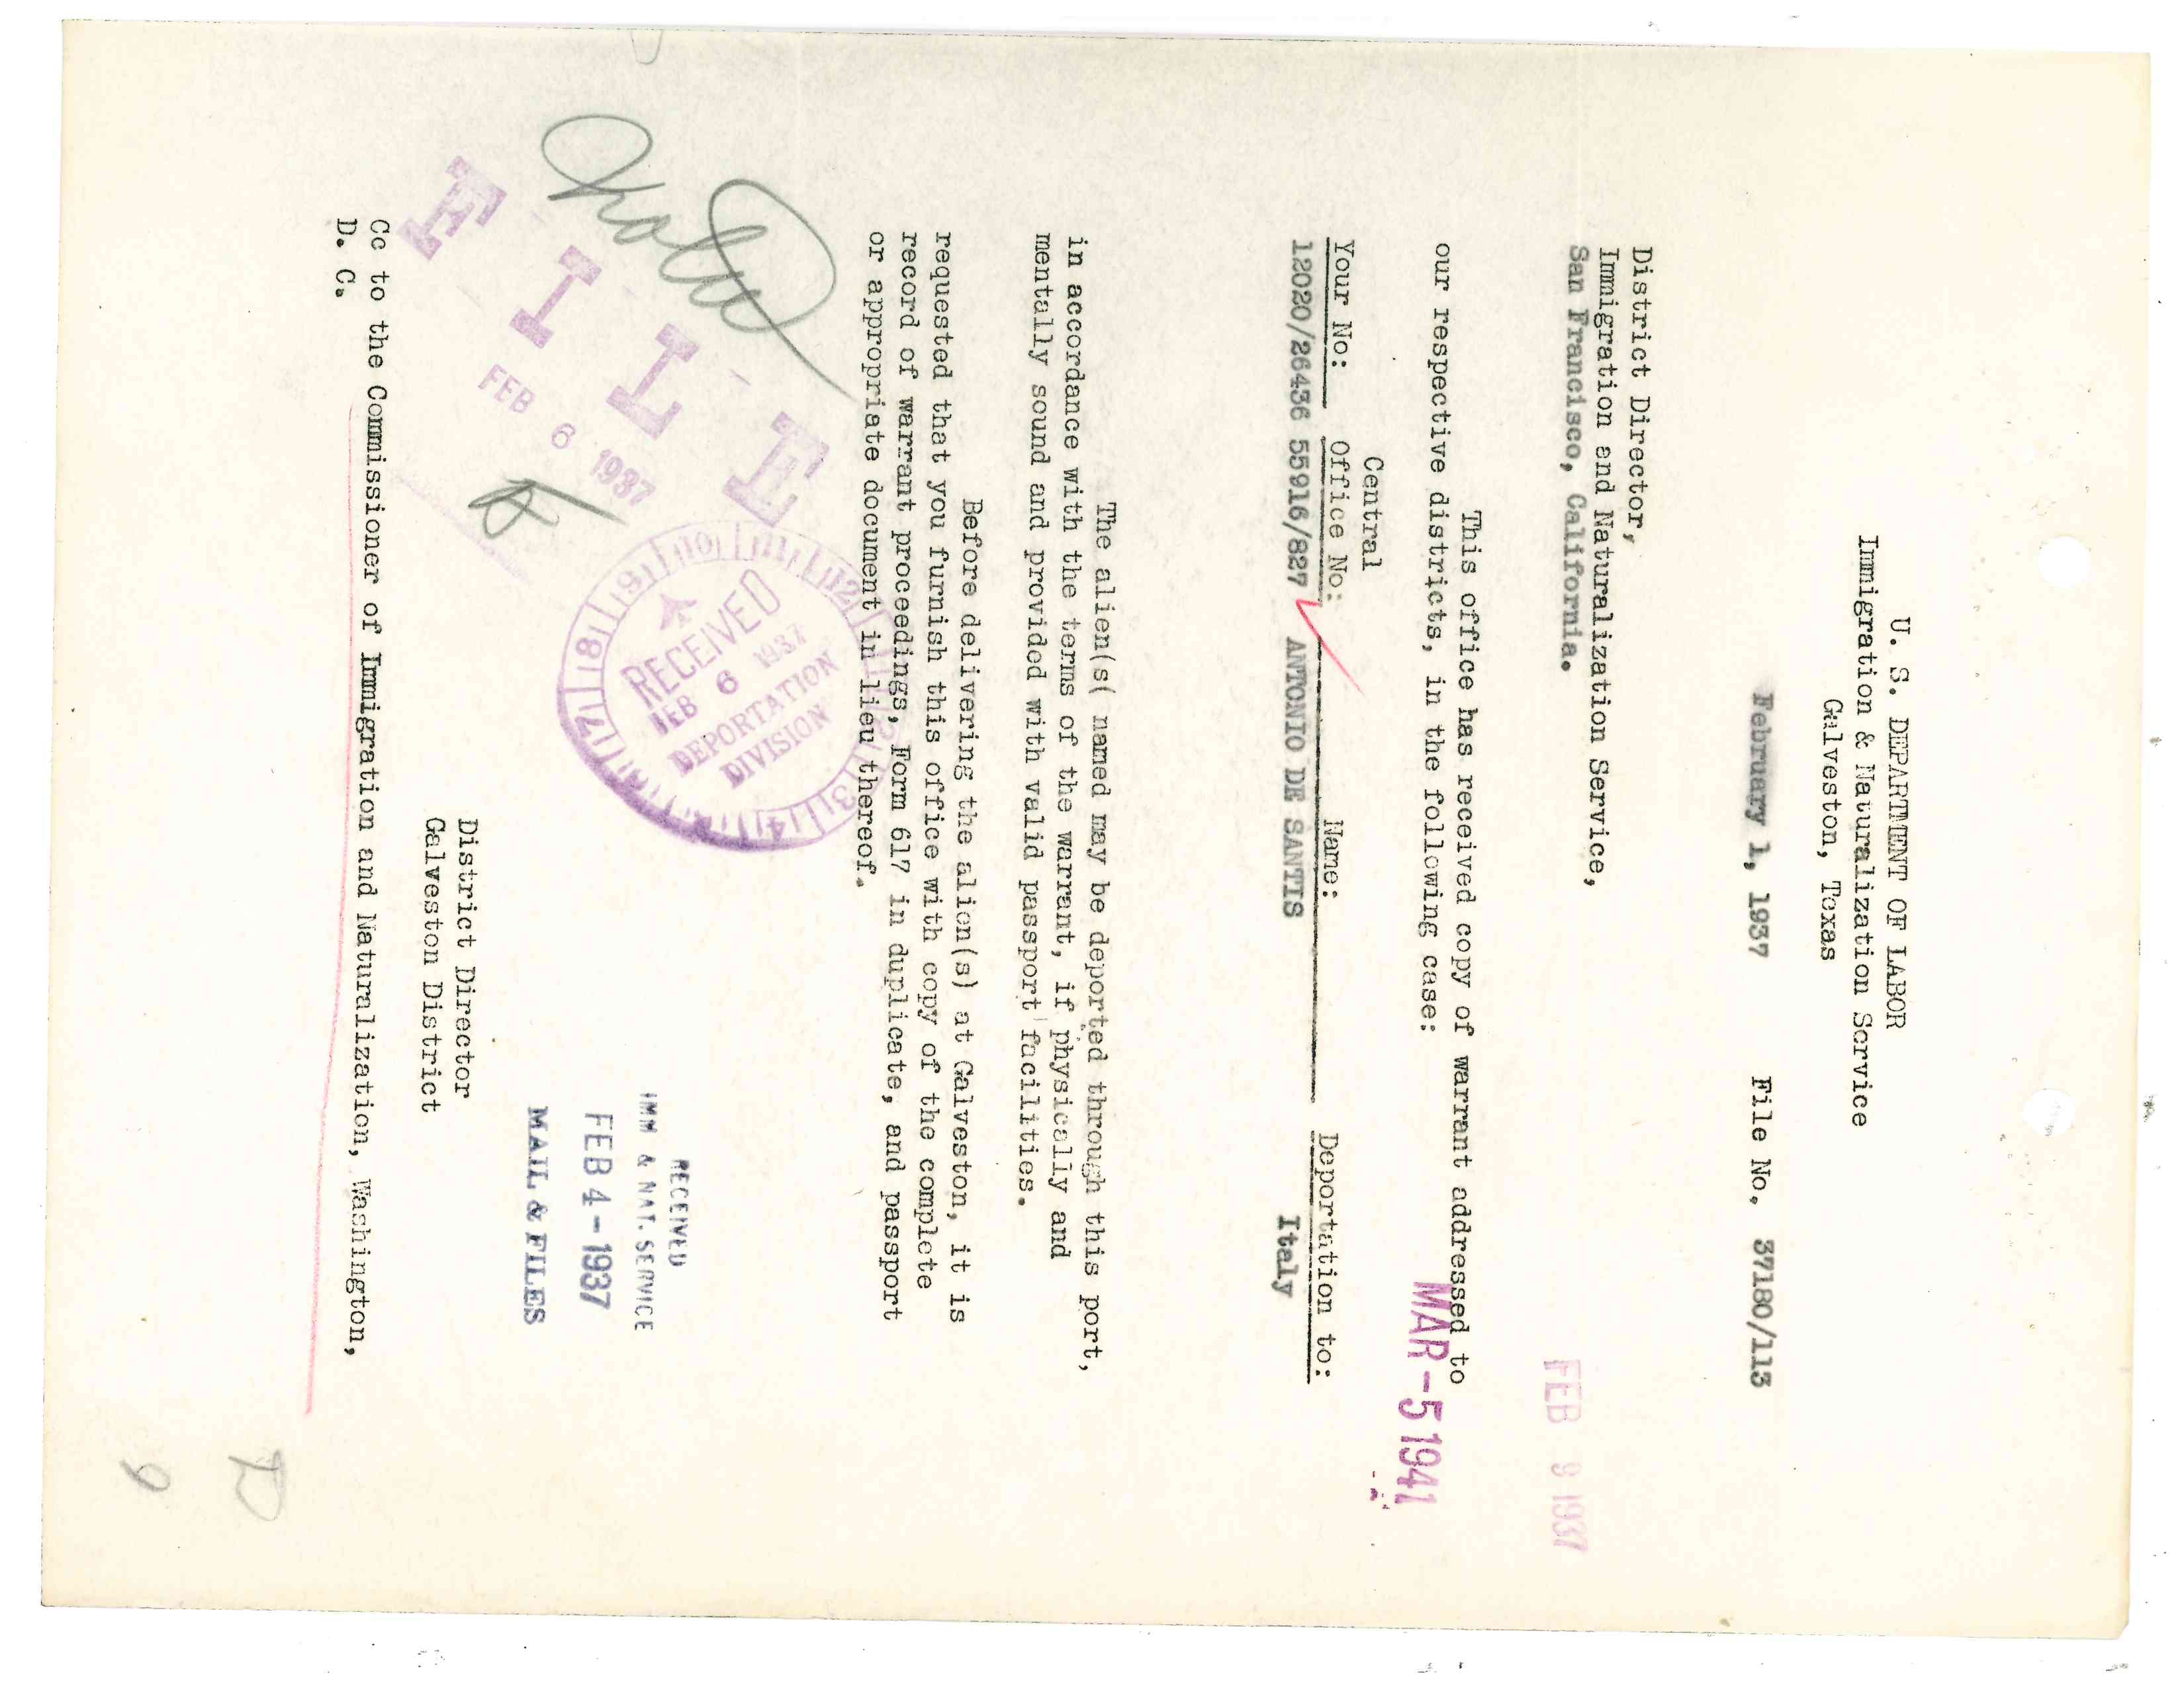 U. S. DEPARTMENT OF LABOR
Immigration & Naturalization Service
Galveston, Texas
February 1, 1937 File No. 37180/113
District Director,
Immigration and Naturalization Service,
San Francisco, California.
FEB 9 1937
This office has received copy of warrant addressed to
our respective districts, in the following case:
MAR -5 1941
Central
Your No: Office No: Name: Deportation to:
12020/26436 55916/827 ANTONIO DE SANTIS Italy
The alien(s( named may be deported through this port,
in accordance with the terms of the warrant, if physically and
mentally sound and provided with valid passport facilities.
Before delivering the alien(s) at Galveston, it is
requested that you furnish this office with copy of the complete
record of warrant proceedings, Form 617 in duplicate, and passport
or appropriate document in lieu thereof.
FILE
FEB 6 1937
RECEIVED
FEB 6 1937
DEPORTATION
DIVISION
12 1 2 3 4 7 8 9 10 11
RECEIVED
IMM & NAT. SERVICE
FEB 4 - 1937
MAIL & FILES
District Director
Galveston District
Cc to the Commissioner of Immigration and Naturalization, Washington,
D. C.
D
9